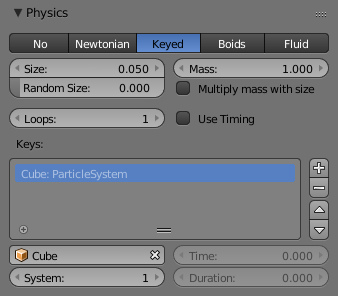 Physics
No Newtonian Keyed Boids Fluid
Size: 0.050 Mass: 1.000
Random Size: 0.000 Multiply mass with size
Loops: 1 Use Timing
Keys:
Cube: ParticleSystem
Cube Time: 0.000
System: 1 Duration: 0.000